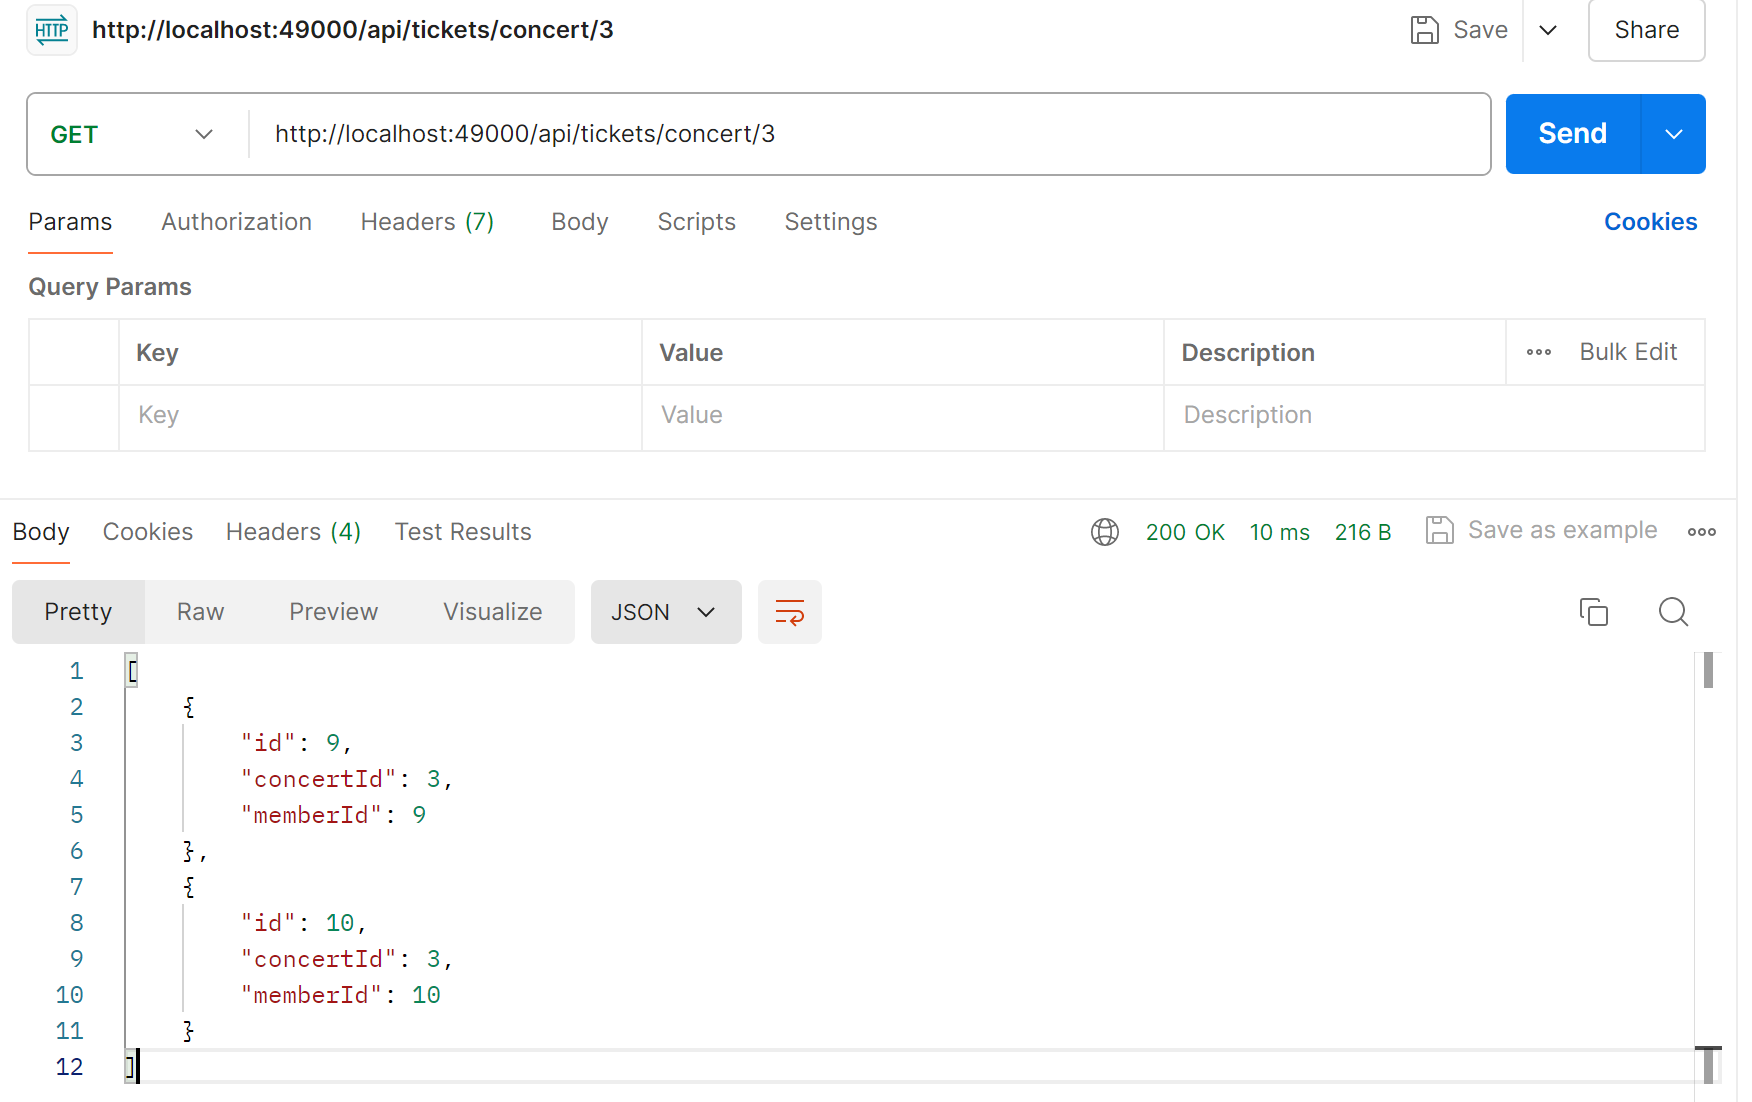 HTTP http://localhost:49000/api/tickets/concert/3 Save Share
GET http://localhost:49000/api/tickets/concert/3 Send
Params Authorization Headers (7) Body Scripts Settings Cookies
Query Params
Key Value Description Bulk Edit
Key Value Description
Body Cookies Headers (4) Test Results 200 OK 10 ms 216 B Save as example
Pretty Raw Preview Visualize JSON
1 [
2 {
3 "id": 9,
4 "concertId": 3,
5 "memberId": 9
6 },
7 {
8 "id": 10,
9 "concertId": 3,
10 "memberId": 10
11 }
12 ]